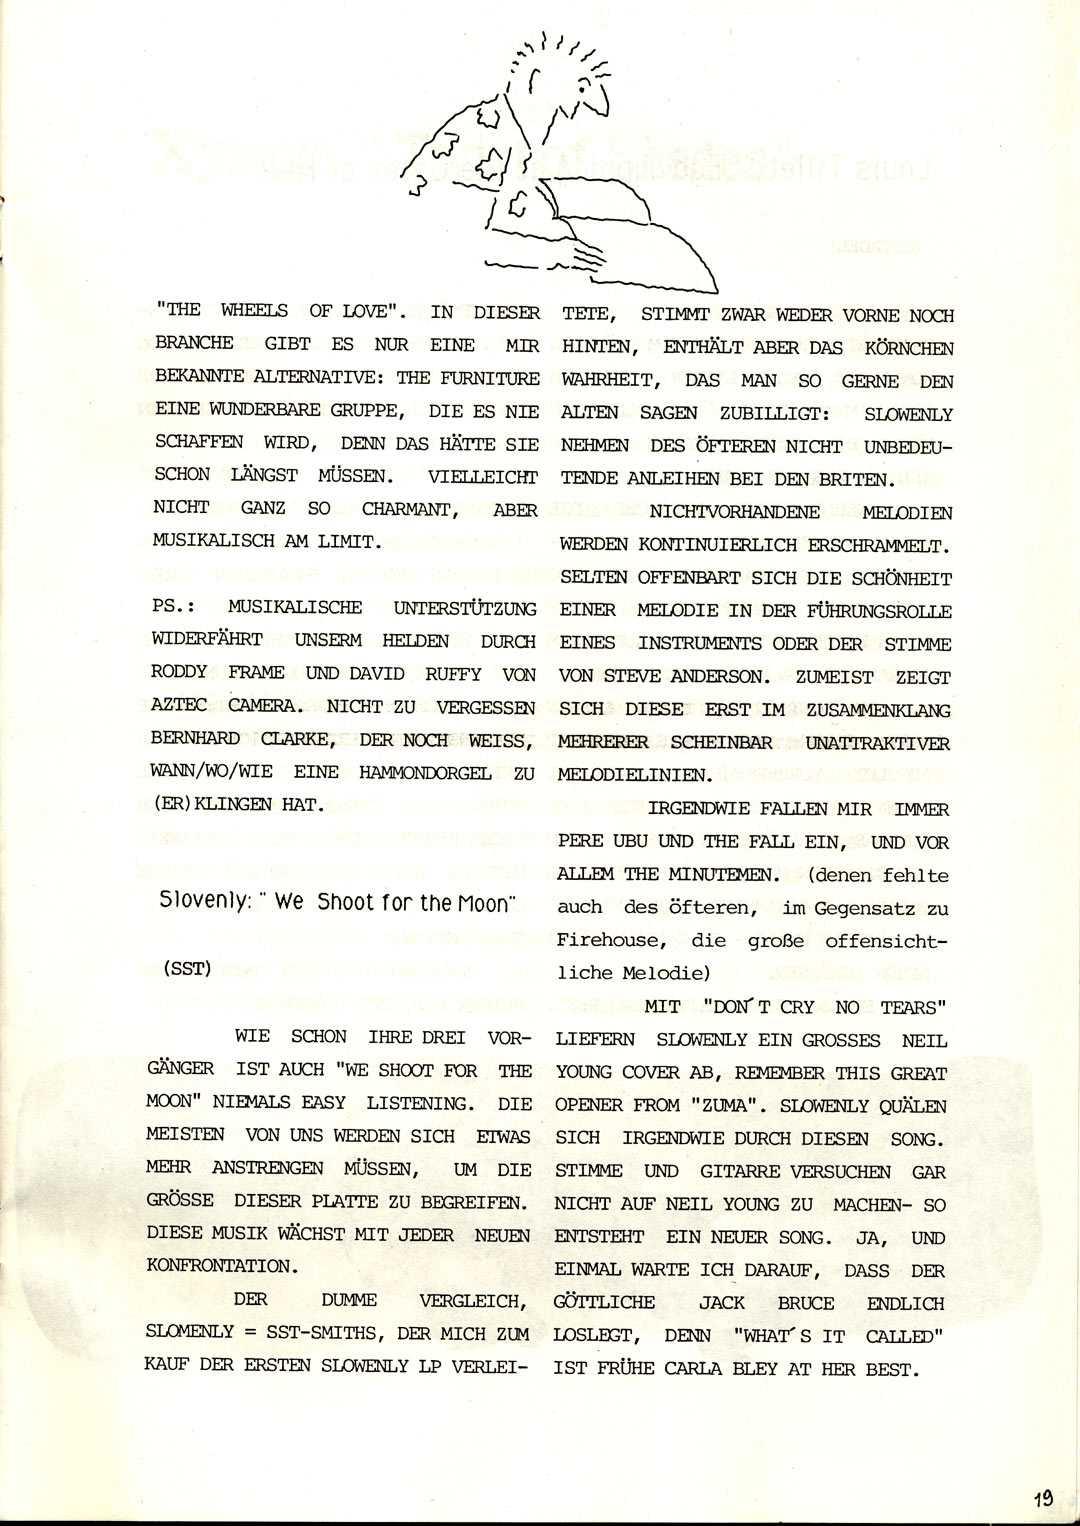 "THE WHEELS OF LOVE". IN DIESER
BRANCHE GIBT ES NUR EINE MIR
BEKANNTE ALTERNATIVE: THE FURNITURE
EINE WUNDERBARE GRUPPE, DIE ES NIE
SCHAFFEN WIRD, DENN DAS HÄTTE SIE
SCHON LÄNGST MÜSSEN. VIELLEICHT
NICHT GANZ SO CHARMANT, ABER
MUSIKALISCH AM LIMIT.
PS.: MUSIKALISCHE UNTERSTÜTZUNG
WIDERFÄHRT UNSERM HELDEN DURCH
RODDY FRAME UND DAVID RUFFY VON
AZTEC CAMERA. NICHT ZU VERGESSEN
BERNHARD CLARKE, DER NOCH WEISS,
WANN/WO/WIE EINE HAMMONDORGEL ZU
(ER)KLINGEN HAT.
Slovenly: "We Shoot for the Moon"
(SST)
WIE SCHON IHRE DREI VOR-
GÄNGER IST AUCH "WE SHOOT FOR THE
MOON" NIEMALS EASY LISTENING. DIE
MEISTEN VON UNS WERDEN SICH ETWAS
MEHR ANSTRENGEN MÜSSEN, UM DIE
GRÖSSE DIESER PLATTE ZU BEGREIFEN.
DIESE MUSIK WÄCHST MIT JEDER NEUEN
KONFRONTATION.
DER DUMME VERGLEICH,
SLOMENLY = SST-SMITHS, DER MICH ZUM
KAUF DER ERSTEN SLOWENLY LP VERLEI-
TETE, STIMMT ZWAR WEDER VORNE NOCH
HINTEN, ENTHÄLT ABER DAS KÖRNCHEN
WAHRHEIT, DAS MAN SO GERNE DEN
ALTEN SAGEN ZUBILLIGT: SLOWENLY
NEHMEN DES ÖFTEREN NICHT UNBEDEU-
TENDE ANLEIHEN BEI DEN BRITEN.
NICHTVORHANDENE MELODIEN
WERDEN KONTINUIERLICH ERSCHRAMMELT.
SELTEN OFFENBART SICH DIE SCHÖNHEIT
EINER MELODIE IN DER FÜHRUNGSROLLE
EINES INSTRUMENTS ODER DER STIMME
VON STEVE ANDERSON. ZUMEIST ZEIGT
SICH DIESE ERST IM ZUSAMMENKLANG
MEHRERER SCHEINBAR UNATTRAKTIVER
MELODIELINIEN.
IRGENDWIE FALLEN MIR IMMER
PERE UBU UND THE FALL EIN, UND VOR
ALLEM THE MINUTEMEN. (denen fehlte
auch des öfteren, im Gegensatz zu
Firehouse, die große offensicht-
liche Melodie)
MIT "DON´T CRY NO TEARS"
LIEFERN SLOWENLY EIN GROSSES NEIL
YOUNG COVER AB, REMEMBER THIS GREAT
OPENER FROM "ZUMA". SLOWENLY QUÄLEN
SICH IRGENDWIE DURCH DIESEN SONG.
STIMME UND GITARRE VERSUCHEN GAR
NICHT AUF NEIL YOUNG ZU MACHEN- SO
ENTSTEHT EIN NEUER SONG. JA, UND
EINMAL WARTE ICH DARAUF, DASS DER
GÖTTLICHE JACK BRUCE ENDLICH
LOSLEGT, DENN "WHAT´S IT CALLED"
IST FRÜHE CARLA BLEY AT HER BEST.
19